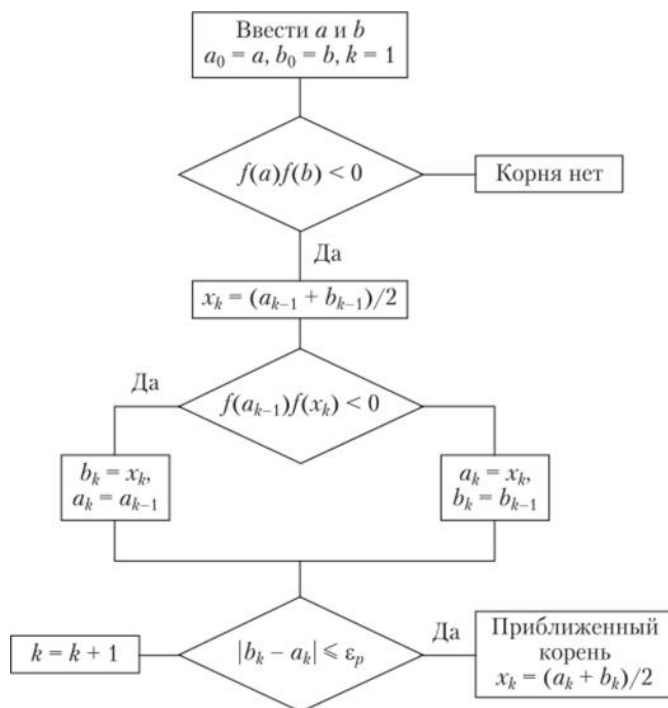 Ввести a и b
a₀ = a, b₀ = b, k = 1
f(a)f(b) < 0
Корня нет
Да
xₖ = (aₖ₋₁ + bₖ₋₁)/2
Да
f(aₖ₋₁)f(xₖ) < 0
bₖ = xₖ,
aₖ = aₖ₋₁
aₖ = xₖ,
bₖ = bₖ₋₁
k = k + 1
|bₖ – aₖ| ⩽ εₚ
Да
Приближенный
корень
xₖ = (aₖ + bₖ)/2